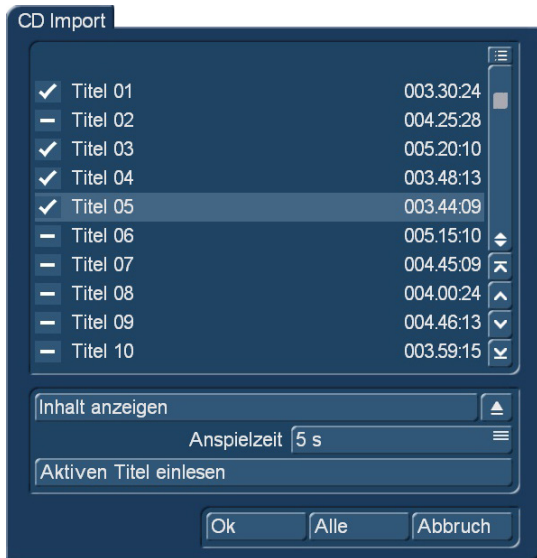 CD Import
Titel 01 003.30:24
Titel 02 004.25:28
Titel 03 005.20:10
Titel 04 003.48:13
Titel 05 003.44:09
Titel 06 005.15:10
Titel 07 004.45:09
Titel 08 004.00:24
Titel 09 004.46:13
Titel 10 003.59:15
Inhalt anzeigen
Anspielzeit 5 s
Aktiven Titel einlesen
Ok Alle Abbruch